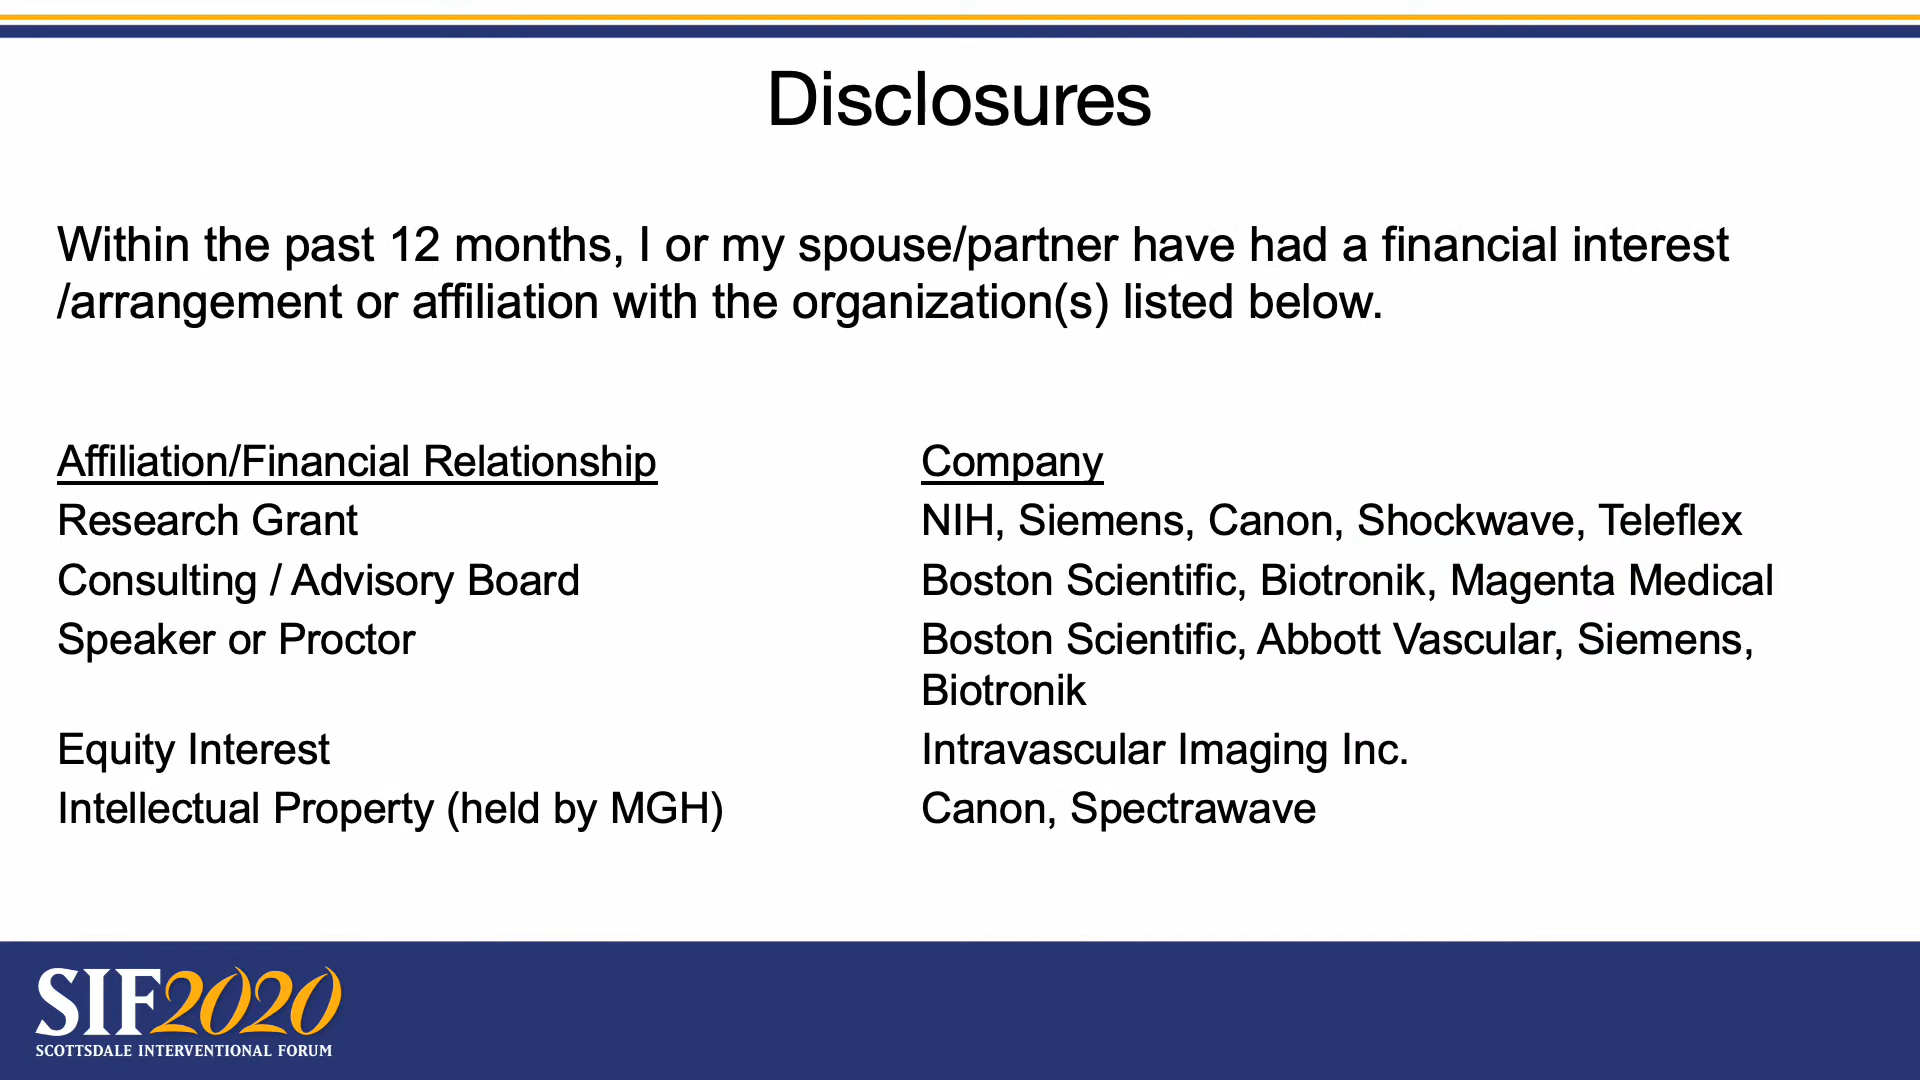 Disclosures
Within the past 12 months, I or my spouse/partner have had a financial interest
/arrangement or affiliation with the organization(s) listed below.
Affiliation/Financial Relationship Company
Research Grant NIH, Siemens, Canon, Shockwave, Teleflex
Consulting / Advisory Board Boston Scientific, Biotronik, Magenta Medical
Speaker or Proctor Boston Scientific, Abbott Vascular, Siemens,
Biotronik
Equity Interest Intravascular Imaging Inc.
Intellectual Property (held by MGH) Canon, Spectrawave
SIF2020
SCOTTSDALE INTERVENTIONAL FORUM